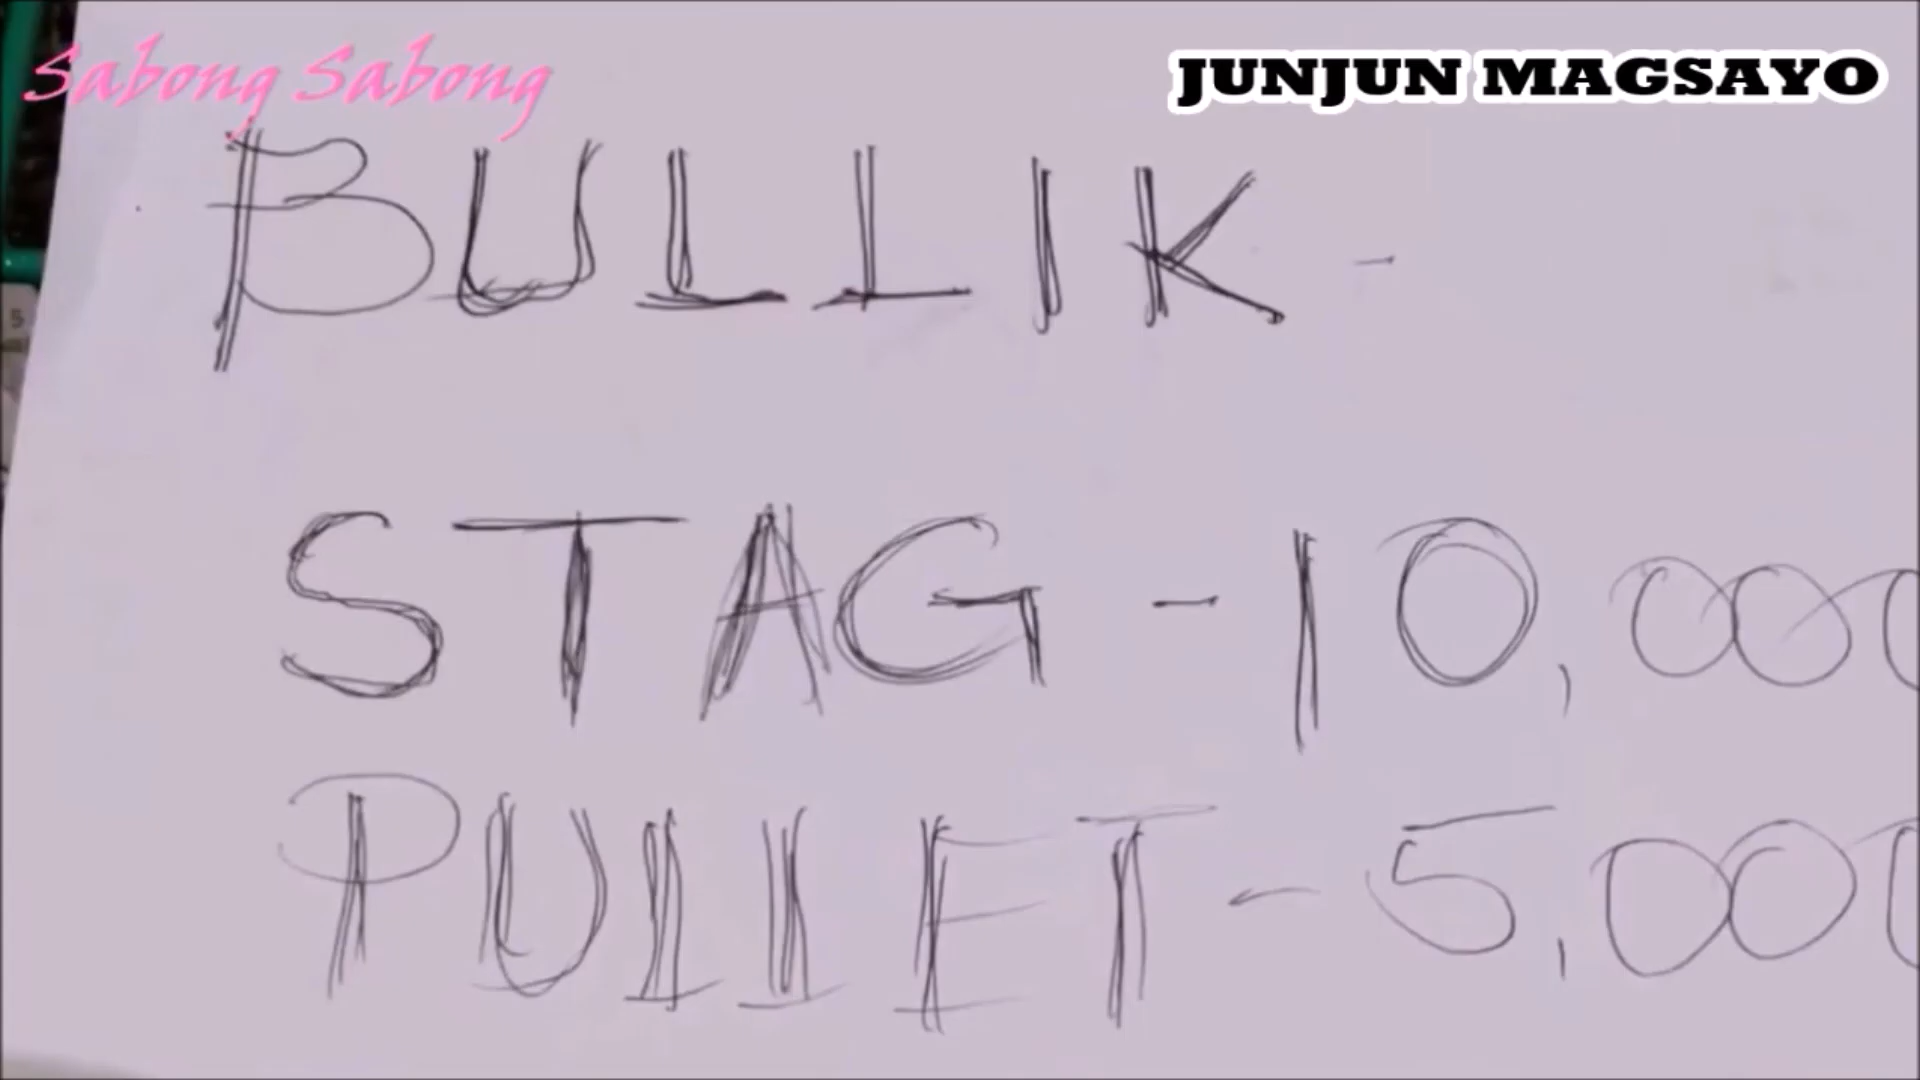 Sabong Sabong
JUNJUN MAGSAYO
BULLIK -
STAG - 10,000
PULLET - 5,000